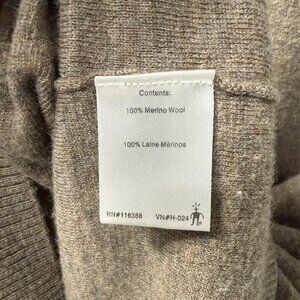 Contents:
100% Merino Wool
100% Laine Mérinos
RN#116388 VN#H-024